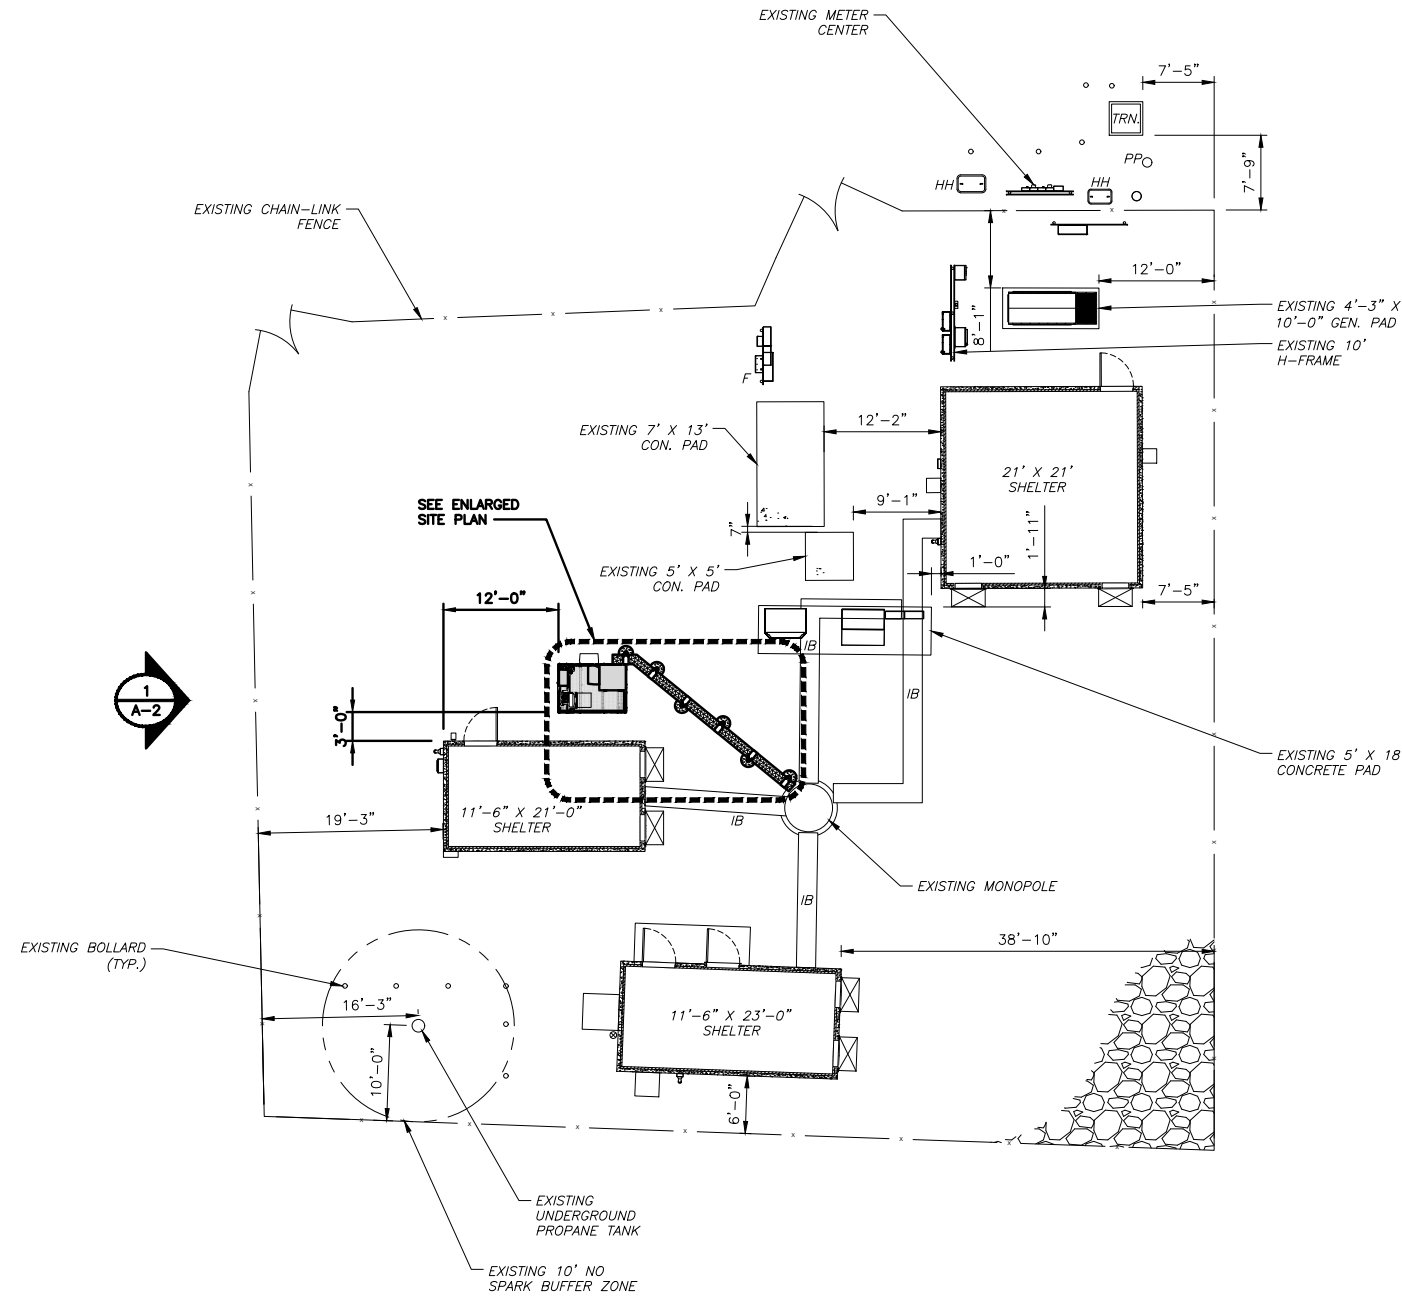 EXISTING METER
CENTER
7'-5"
TRN.
PP
7'-9"
HH
HH
EXISTING CHAIN-LINK
FENCE
12'-0"
8'-1"
EXISTING 4'-3" X
10'-0" GEN. PAD
EXISTING 10'
H-FRAME
F
EXISTING 7' X 13'
CON. PAD
12'-2"
21' X 21'
SHELTER
SEE ENLARGED
SITE PLAN
9'-1"
7"
1'-11"
EXISTING 5' X 5'
CON. PAD
1'-0"
7'-5"
12'-0"
IB
1
A-2
IB
3'-0"
EXISTING 5' X 18
CONCRETE PAD
11'-6" X 21'-0"
SHELTER
19'-3"
IB
EXISTING MONOPOLE
IB
EXISTING BOLLARD
(TYP.)
38'-10"
16'-3"
11'-6" X 23'-0"
SHELTER
10'-0"
6'-0"
EXISTING
UNDERGROUND
PROPANE TANK
EXISTING 10' NO
SPARK BUFFER ZONE